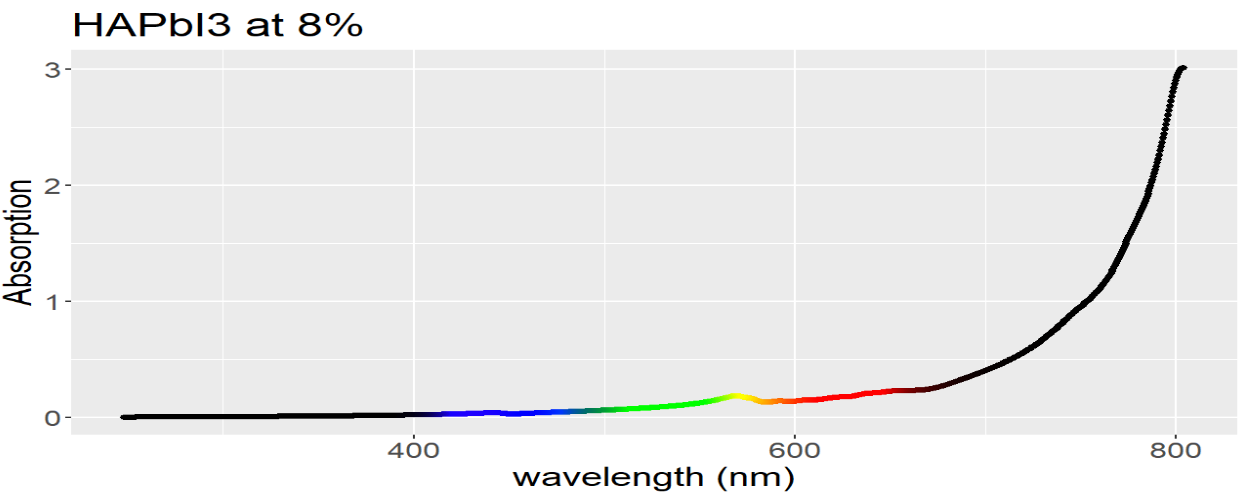 HAPbI3 at 8%
3
2
1
0
Absorption
400 600 800
wavelength (nm)